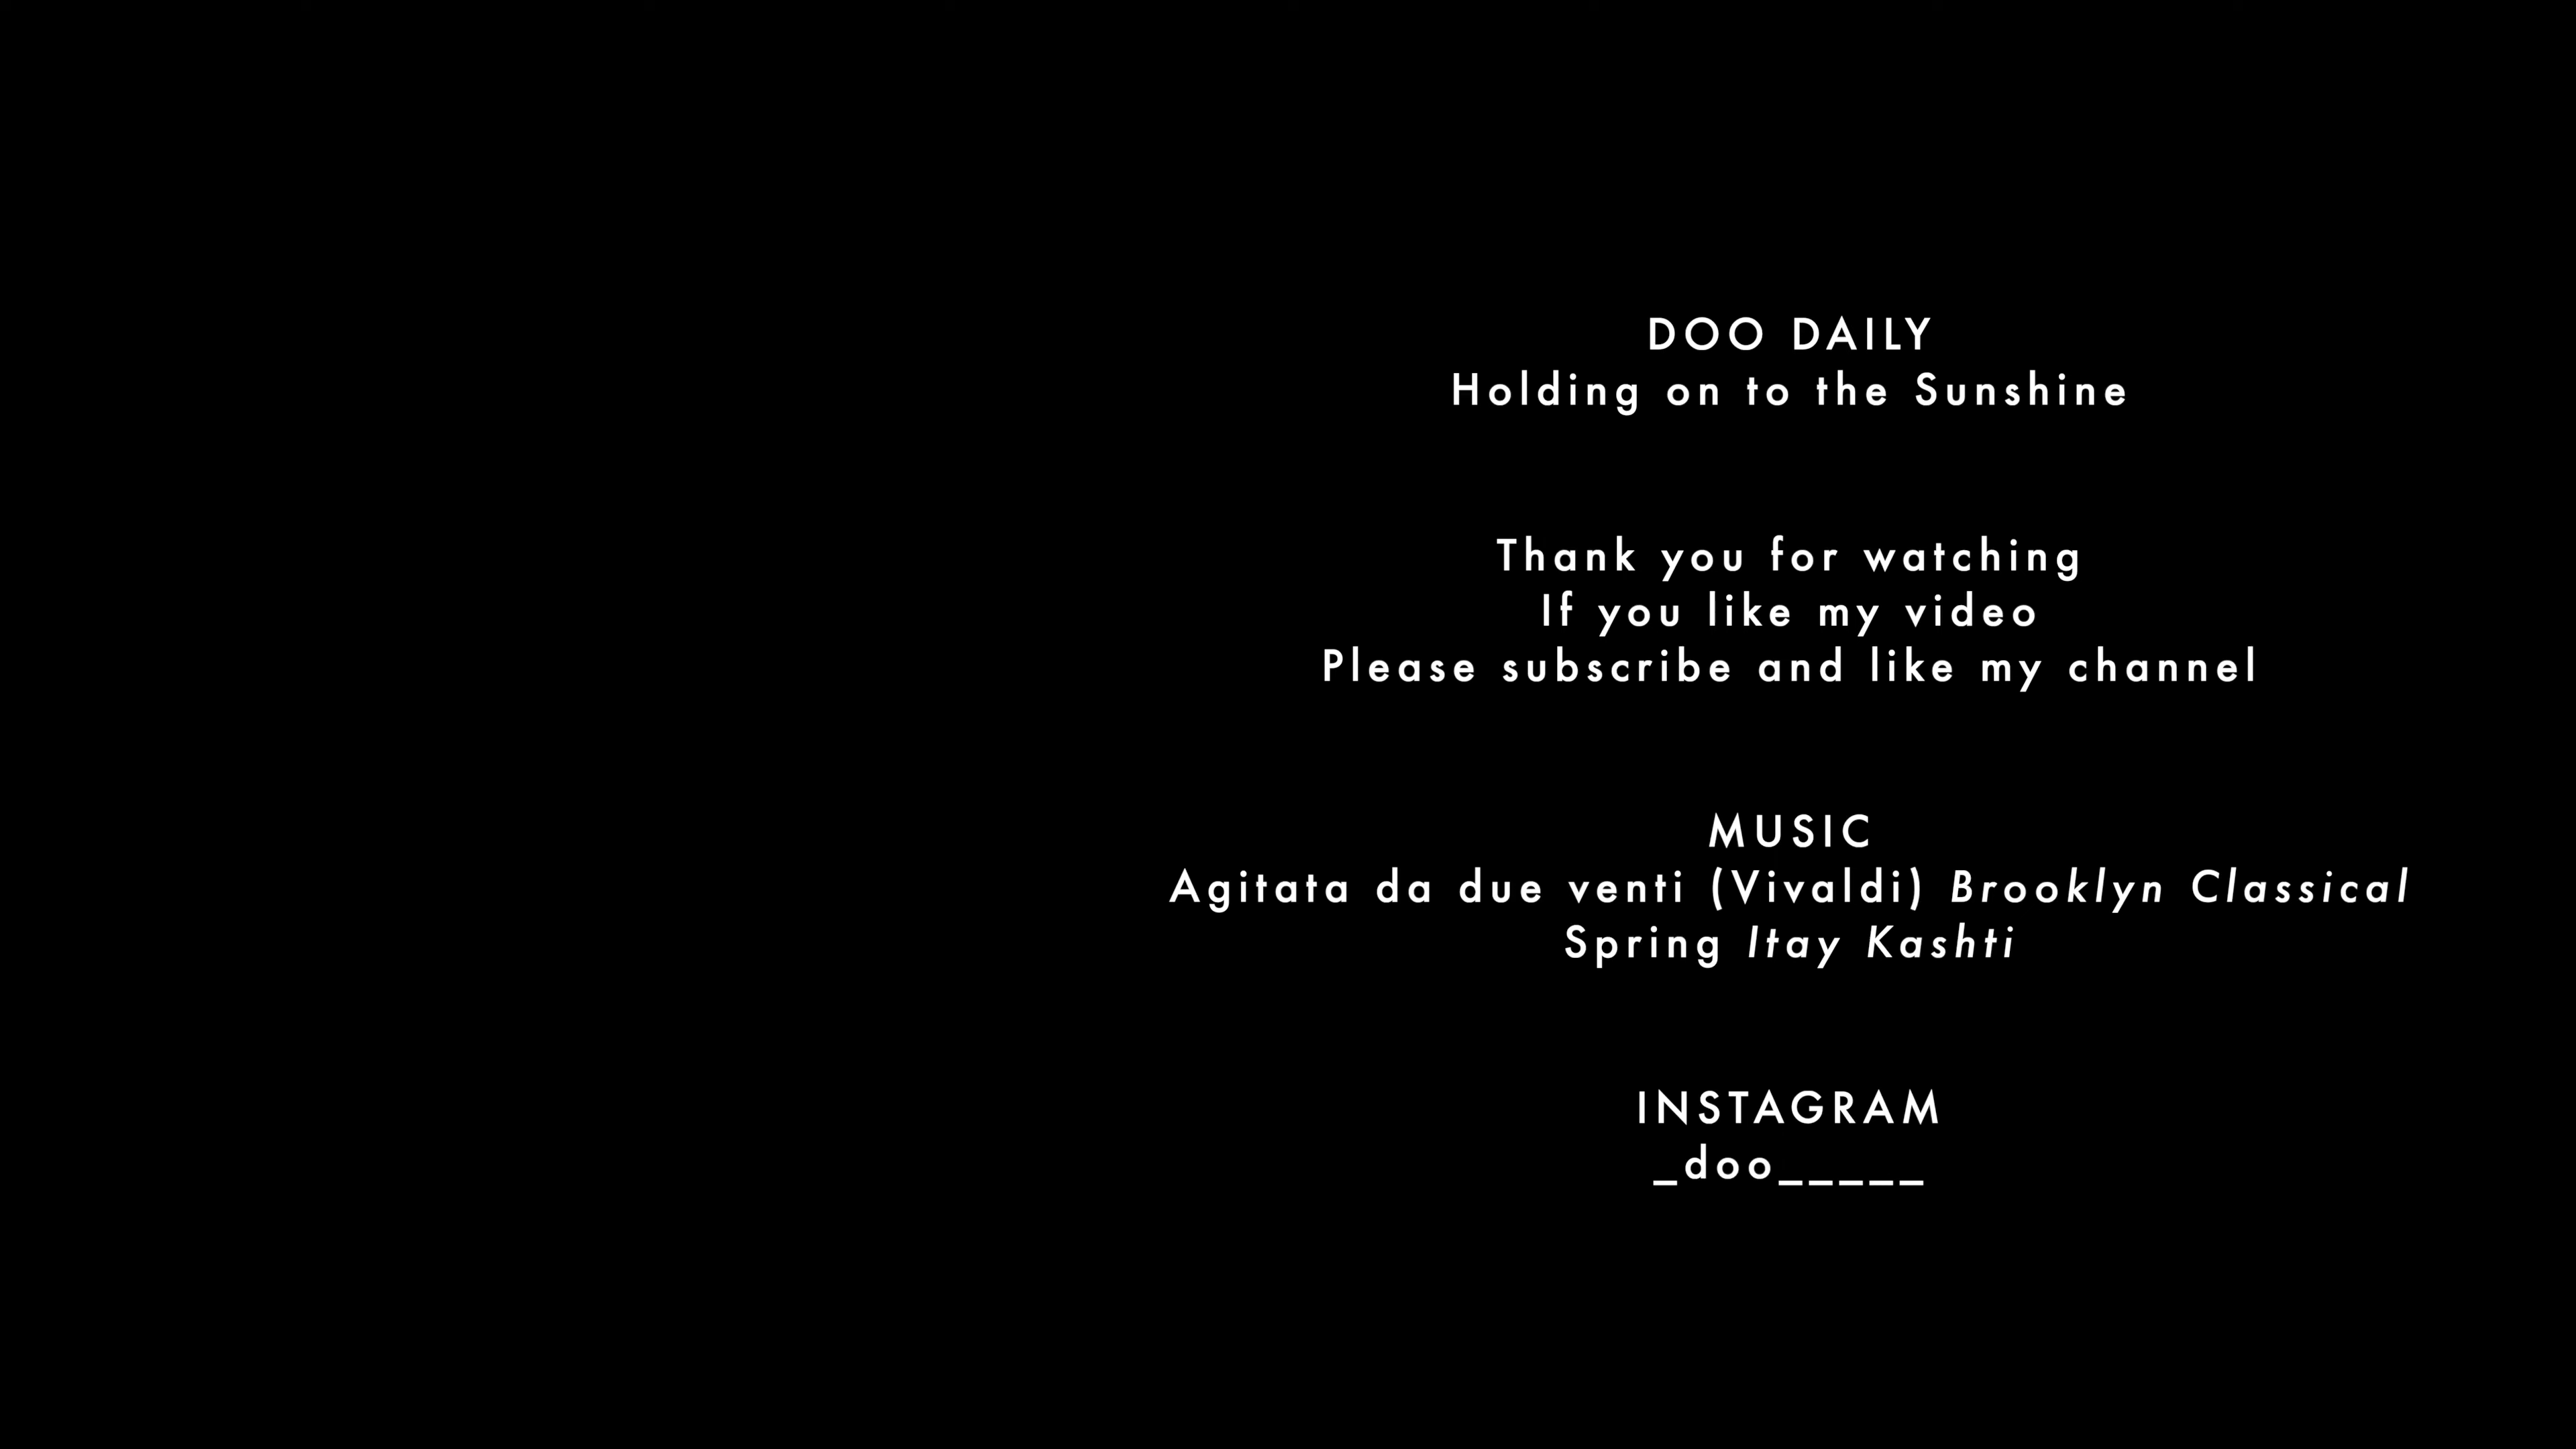 DOO DAILY
Holding on to the Sunshine
Thank you for watching
If you like my video
Please subscribe and like my channel
MUSIC
Agitata da due venti (Vivaldi) Brooklyn Classical
Spring Itay Kashti
INSTAGRAM
_doo_____